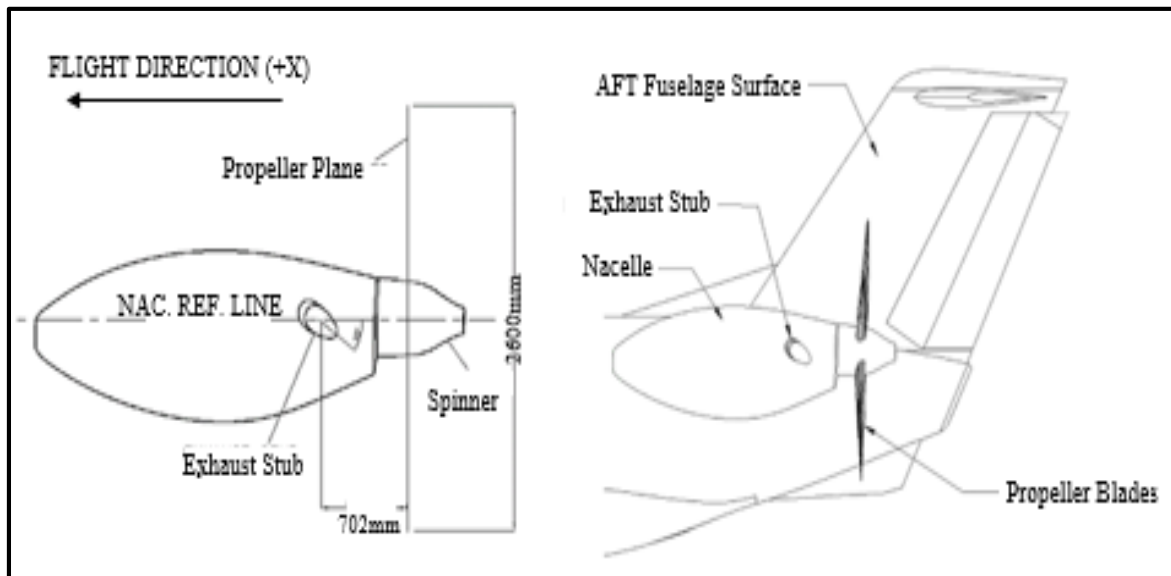 FLIGHT DIRECTION (+X)
Propeller Plane
NAC. REF. LINE
2600mm
Spinner
Exhaust Stub
702mm
AFT Fuselage Surface
Exhaust Stub
Nacelle
Propeller Blades